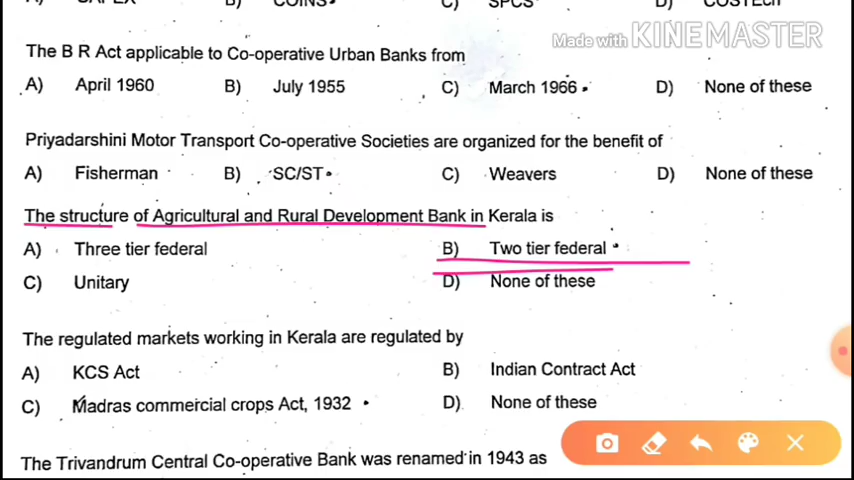 A) CAPEX B) COINS C) SPCS D) COSTECH
Made with KINEMASTER
The B R Act applicable to Co-operative Urban Banks from
A) April 1960 B) July 1955 C) March 1966 D) None of these
Priyadarshini Motor Transport Co-operative Societies are organized for the benefit of
A) Fisherman B) SC/ST C) Weavers D) None of these
The structure of Agricultural and Rural Development Bank in Kerala is
A) Three tier federal B) Two tier federal
C) Unitary D) None of these
The regulated markets working in Kerala are regulated by
A) KCS Act B) Indian Contract Act
C) Madras commercial crops Act, 1932 D) None of these
The Trivandrum Central Co-operative Bank was renamed in 1943 as